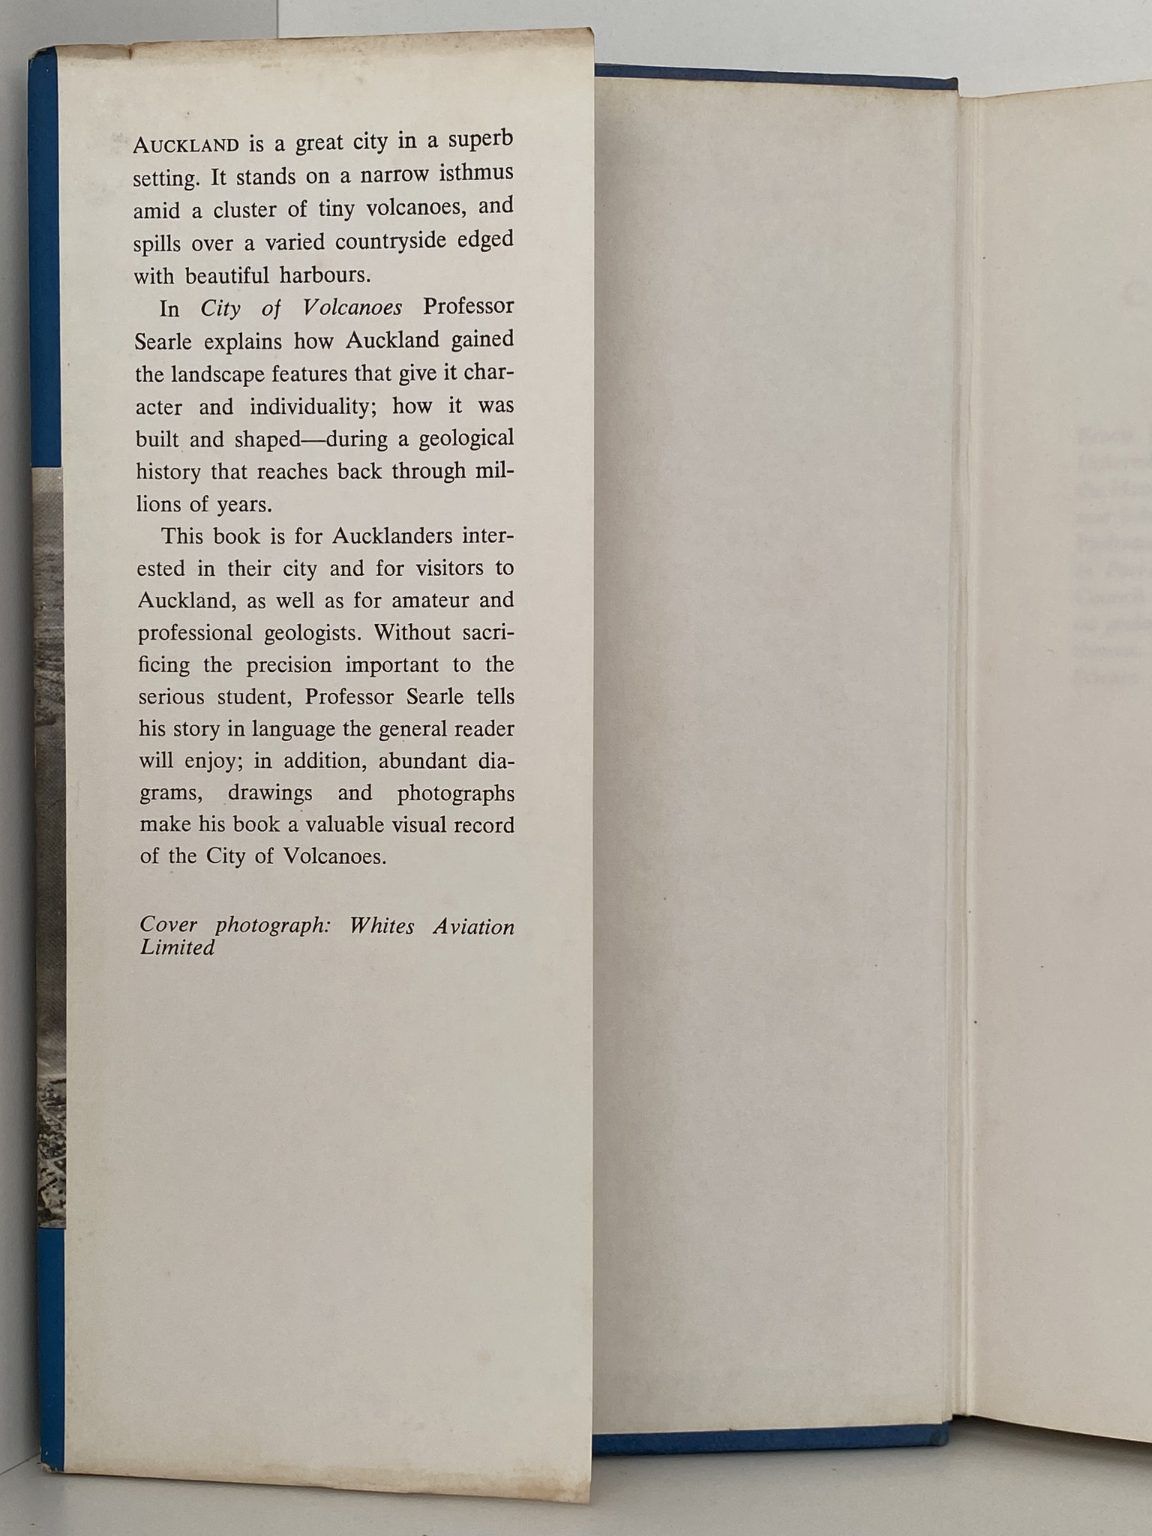 AUCKLAND is a great city in a superb
setting. It stands on a narrow isthmus
amid a cluster of tiny volcanoes, and
spills over a varied countryside edged
with beautiful harbours.
In City of Volcanoes Professor
Searle explains how Auckland gained
the landscape features that give it char-
acter and individuality; how it was
built and shaped—during a geological
history that reaches back through mil-
lions of years.
This book is for Aucklanders inter-
ested in their city and for visitors to
Auckland, as well as for amateur and
professional geologists. Without sacri-
ficing the precision important to the
serious student, Professor Searle tells
his story in language the general reader
will enjoy; in addition, abundant dia-
grams, drawings and photographs
make his book a valuable visual record
of the City of Volcanoes.
Cover photograph: Whites Aviation
Limited